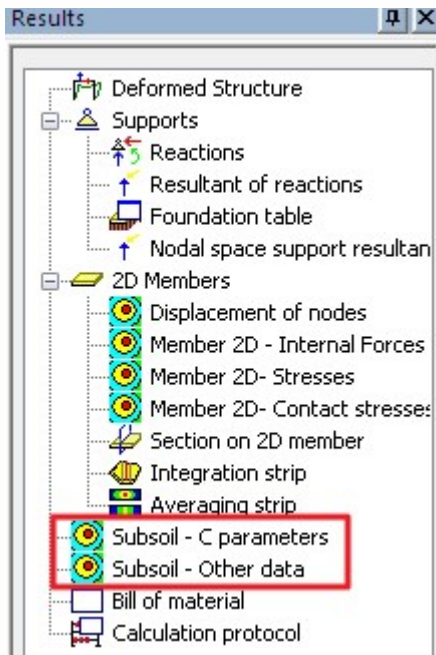 Results
Deformed Structure
Supports
Reactions
Resultant of reactions
Foundation table
Nodal space support resultan
2D Members
Displacement of nodes
Member 2D - Internal Forces
Member 2D- Stresses
Member 2D- Contact stresses
Section on 2D member
Integration strip
Averaging strip
Subsoil - C parameters
Subsoil - Other data
Bill of material
Calculation protocol